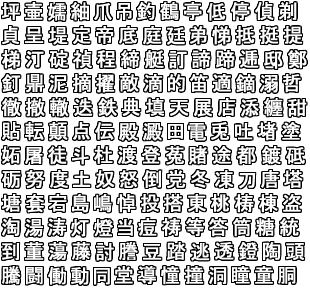 坪壷嬬紬爪吊釣鶴亭低停偵剃
貞呈堤定帝底庭廷弟悌抵挺提
梯汀碇禎程締艇訂諦蹄逓邸鄭
釘鼎泥摘擢敵滴的笛適鏑溺哲
徹撤轍迭鉄典填天展店添纏甜
貼転顛点伝殿澱田電兎吐堵塗
妬屠徒斗杜渡登菟賭途都鍍砥
砺努度土奴怒倒党冬凍刀唐塔
塘套宕島嶋悼投搭東桃梼棟盗
淘湯涛灯燈当痘祷等答筒糖統
到董蕩藤討謄豆踏逃透鐙陶頭
騰闘働動同堂導憧撞洞瞳童胴